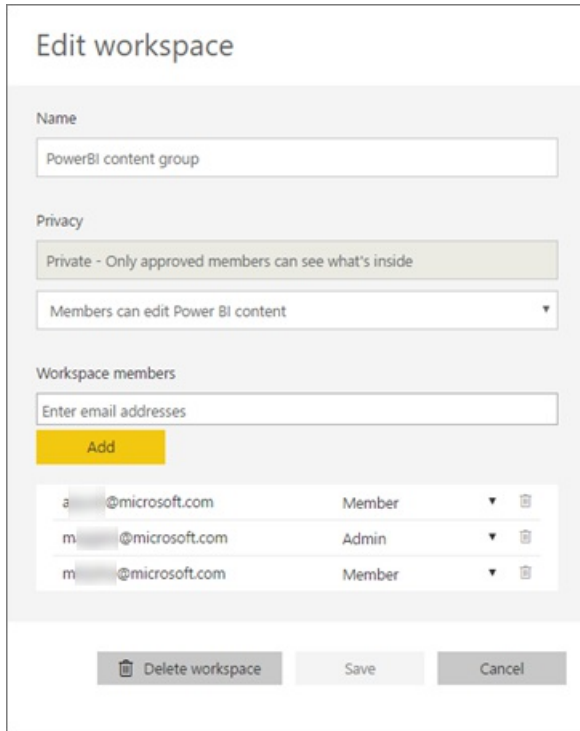 Edit workspace
Name
PowerBI content group
Privacy
Private - Only approved members can see what's inside
Members can edit Power BI content
Workspace members
Enter email addresses
Add
a @microsoft.com Member
m @microsoft.com Admin
m @microsoft.com Member
Delete workspace Save Cancel